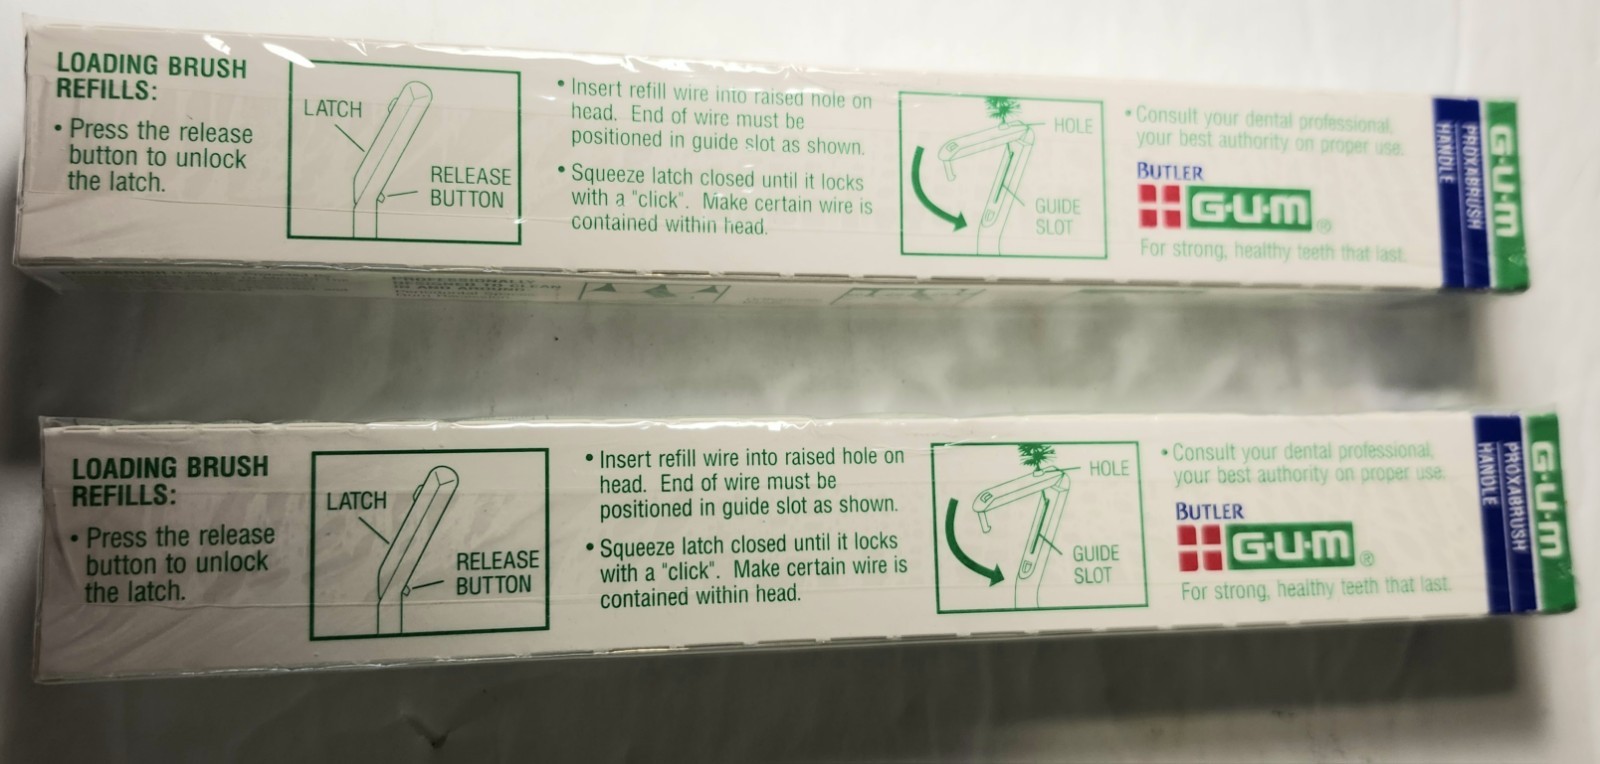 LOADING BRUSH
REFILLS:
• Press the release
button to unlock
the latch.
LATCH
RELEASE
BUTTON
• Insert refill wire into raised hole on
head. End of wire must be
positioned in guide slot as shown.
• Squeeze latch closed until it locks
with a "click". Make certain wire is
contained within head.
HOLE
GUIDE
SLOT
• Consult your dental professional,
your best authority on proper use.
BUTLER
G·U·M®
For strong, healthy teeth that last.
PROXABRUSH
HANDLE
G·U·M
LOADING BRUSH
REFILLS:
• Press the release
button to unlock
the latch.
LATCH
RELEASE
BUTTON
• Insert refill wire into raised hole on
head. End of wire must be
positioned in guide slot as shown.
• Squeeze latch closed until it locks
with a "click". Make certain wire is
contained within head.
HOLE
GUIDE
SLOT
• Consult your dental professional,
your best authority on proper use.
BUTLER
G·U·M®
For strong, healthy teeth that last.
PROXABRUSH
HANDLE
G·U·M